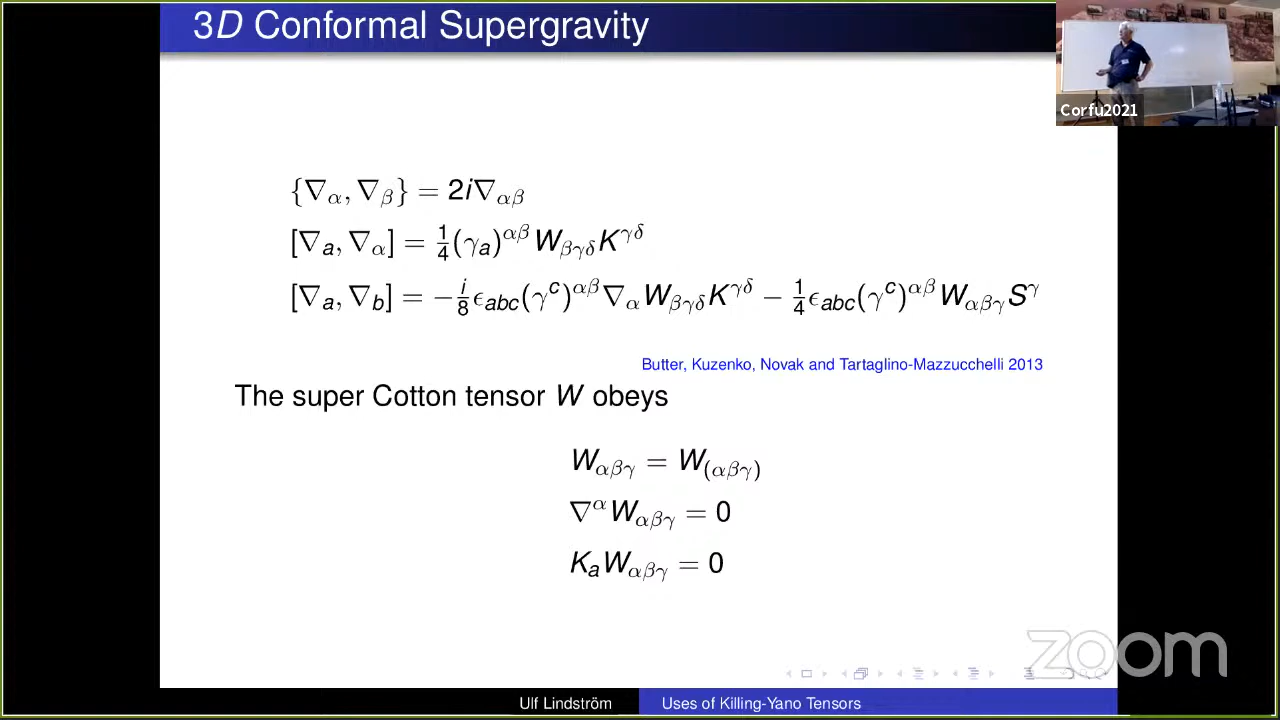 3D Conformal Supergravity
Corfu2021
{∇α, ∇β} = 2i∇αβ
[∇a, ∇α] = ¼(γa)^αβ Wβγδ K^γδ
[∇a, ∇b] = −i/8 ϵabc(γ^c)^αβ ∇α Wβγδ K^γδ − ¼ ϵabc(γ^c)^αβ Wαβγ S^γ
Butter, Kuzenko, Novak and Tartaglino-Mazzucchelli 2013
The super Cotton tensor W obeys
Wαβγ = W(αβγ)
∇^α Wαβγ = 0
Ka Wαβγ = 0
zoom
Ulf Lindström
Uses of Killing-Yano Tensors